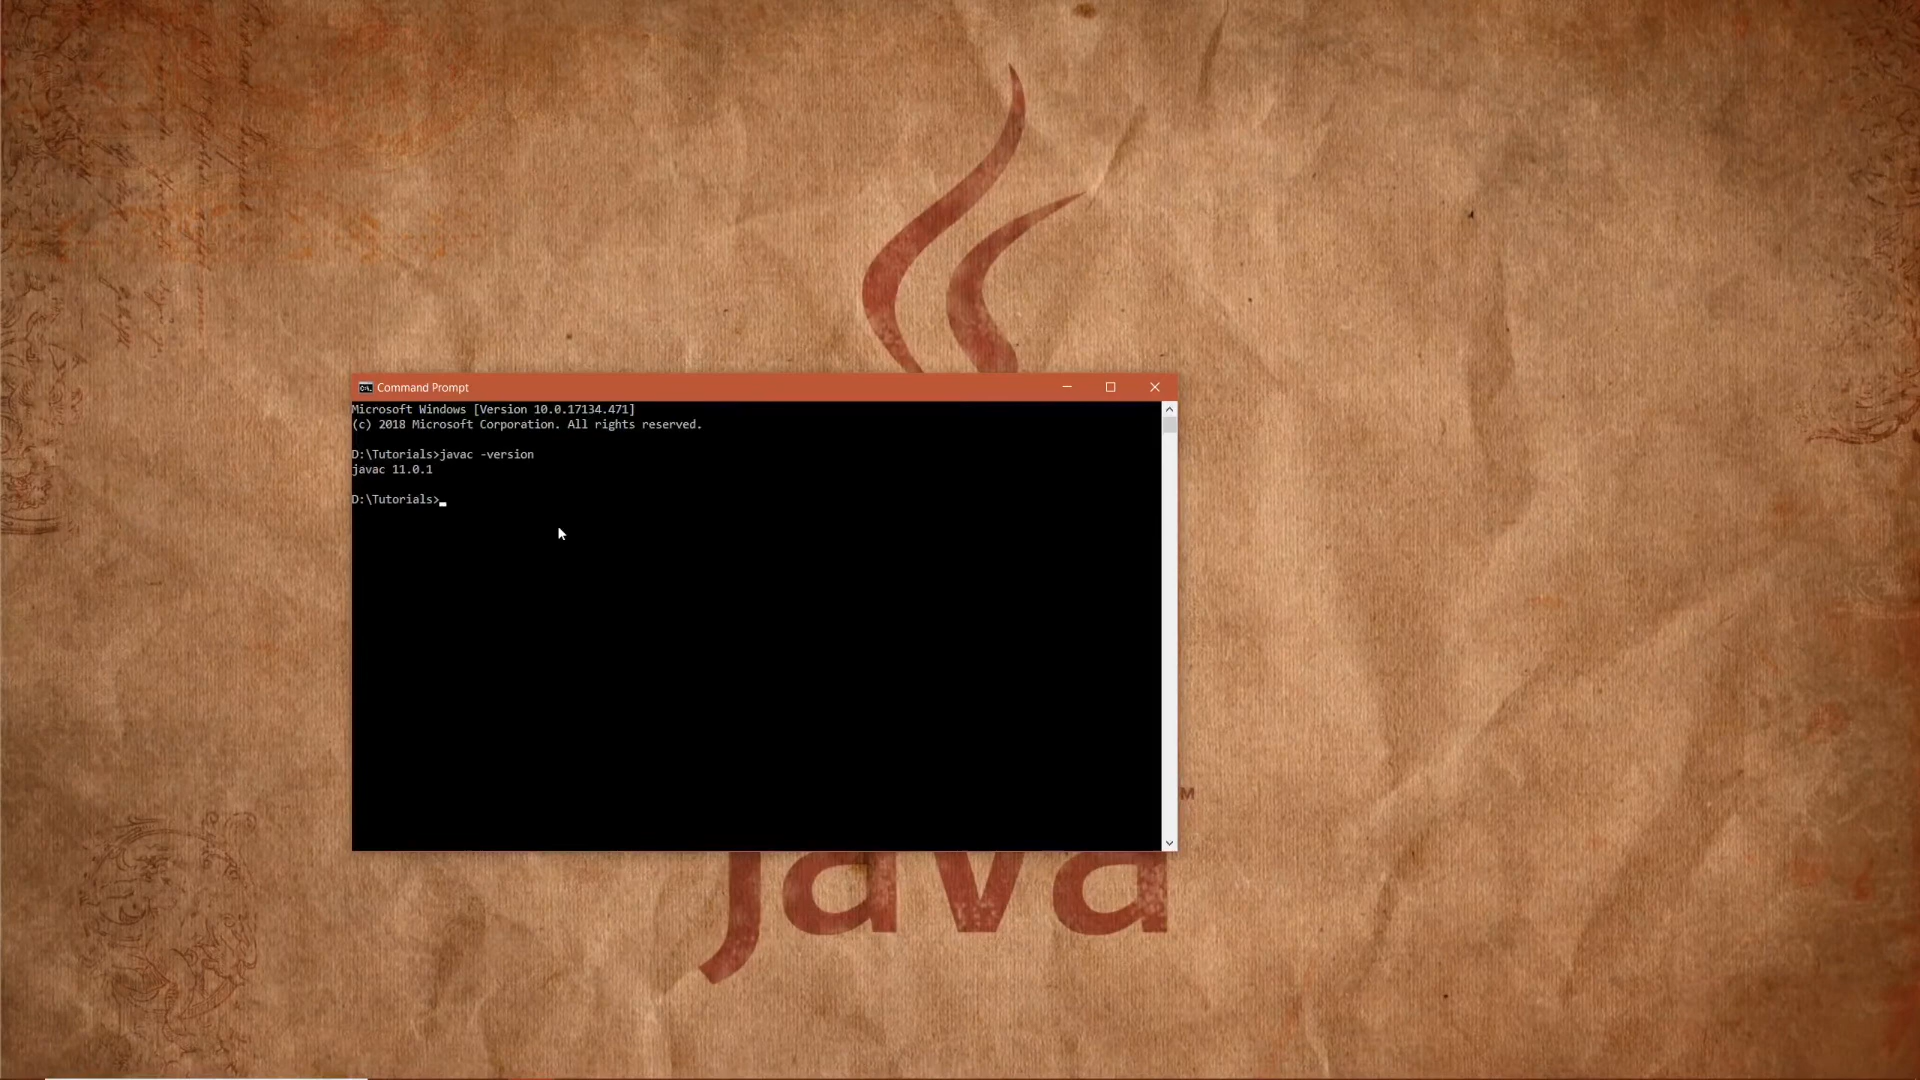 Command Prompt
Microsoft Windows [Version 10.0.17134.471]
(c) 2018 Microsoft Corporation. All rights reserved.
D:\Tutorials>javac -version
javac 11.0.1
D:\Tutorials>
java